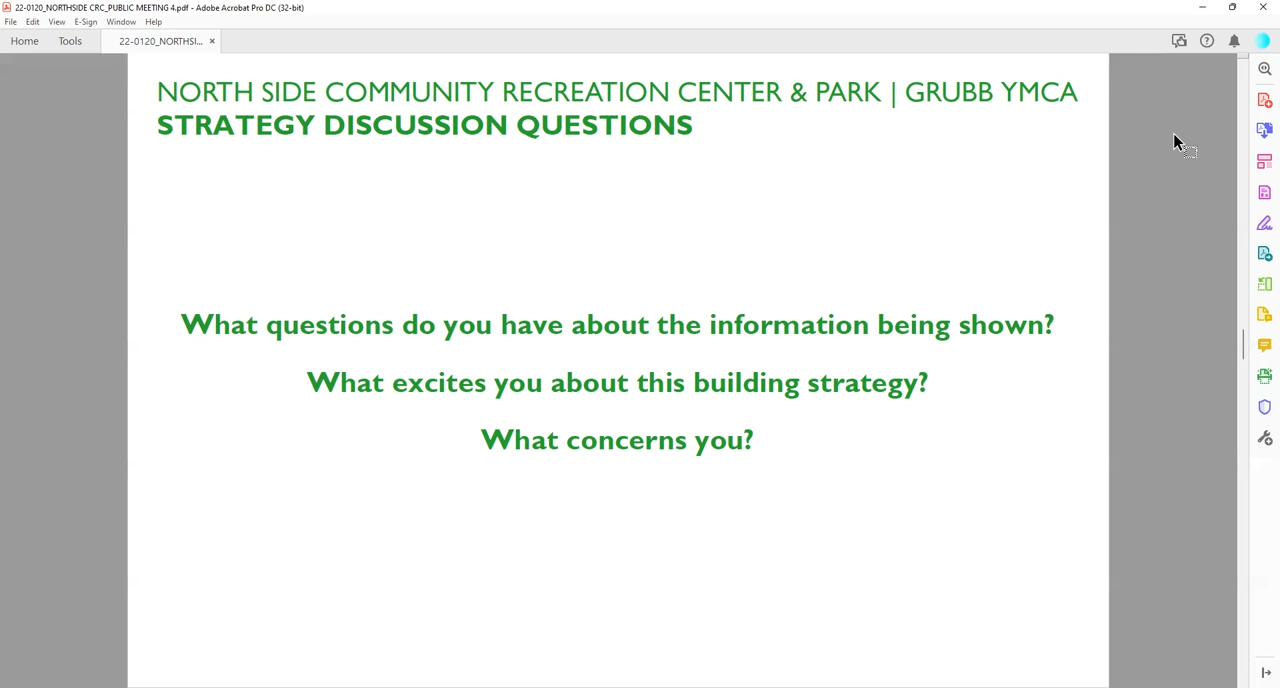 22-0120_NORTHSIDE CRC_PUBLIC MEETING 4.pdf - Adobe Acrobat Pro DC (32-bit)
File Edit View E-Sign Window Help
Home Tools 22-0120_NORTHSI... ×
NORTH SIDE COMMUNITY RECREATION CENTER & PARK | GRUBB YMCA
STRATEGY DISCUSSION QUESTIONS
What questions do you have about the information being shown?
What excites you about this building strategy?
What concerns you?